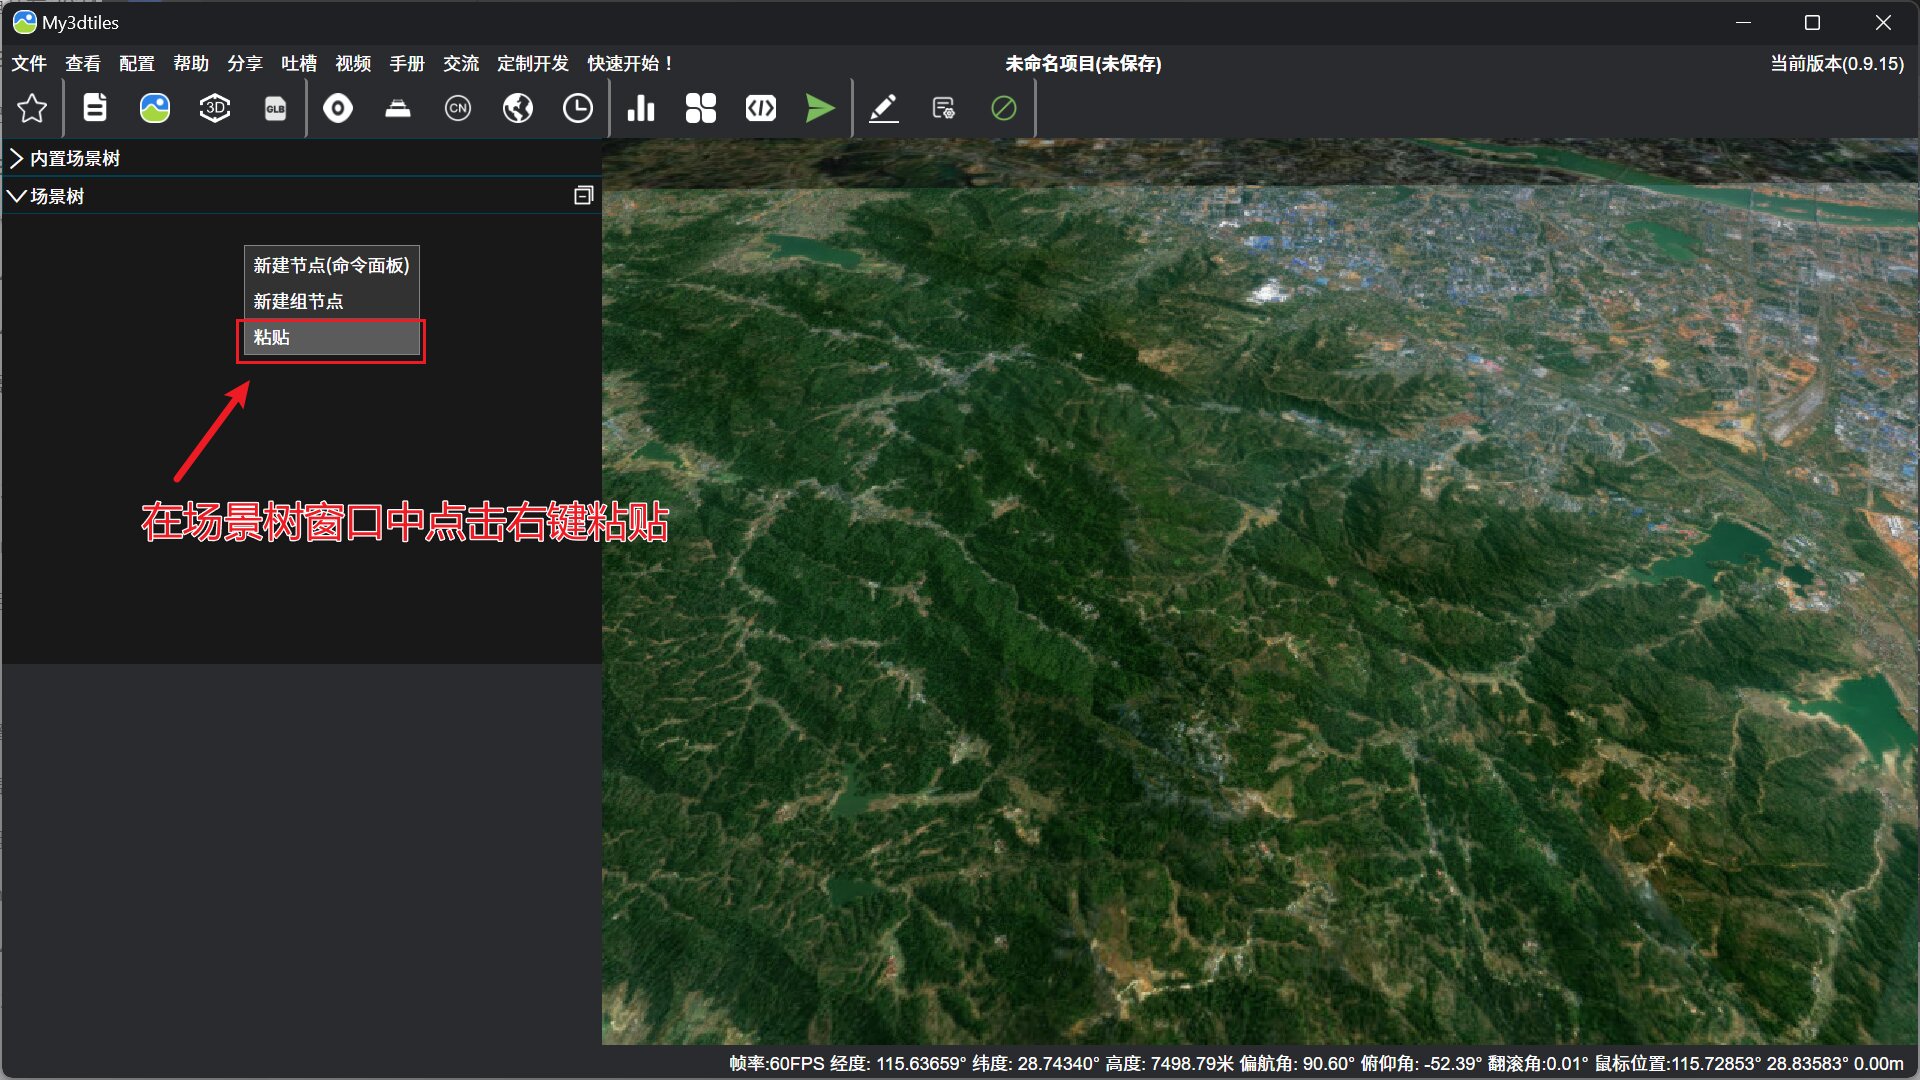 My3dtiles
文件 查看 配置 帮助 分享 吐槽 视频 手册 交流 定制开发 快速开始！ 未命名项目(未保存) 当前版本(0.9.15)
3D GLB CN
内置场景树
场景树
新建节点(命令面板)
新建组节点
粘贴
在场景树窗口中点击右键粘贴
帧率:60FPS 经度: 115.63659° 纬度: 28.74340° 高度: 7498.79米 偏航角: 90.60° 俯仰角: -52.39° 翻滚角:0.01° 鼠标位置:115.72853° 28.83583° 0.00m